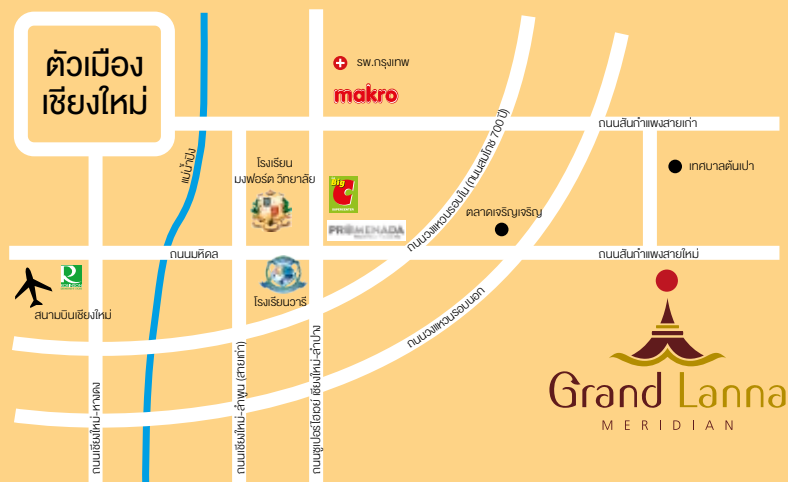 ตัวเมือง
เชียงใหม่
รพ.กรุงเทพ
makro
ถนนสันกำแพงสายเก่า
แม่น้ำปิง
โรงเรียน
มงฟอร์ต วิทยาลัย
Big
C
PROMENADA
ถนนวงแหวนรอบใน (ถนนสมโภช 700 ปี)
ตลาดเจริญเจริญ
เทศบาลต้นเปา
ถนนมหิดล
ถนนสันกำแพงสายใหม่
สนามบินเชียงใหม่
โรงเรียนวารี
ถนนวงแหวนรอบนอก
ถนนเชียงใหม่-หางดง
ถนนเชียงใหม่-ลำพูน (สายเก่า)
ถนนซูเปอร์ไฮเวย์ เชียงใหม่-ลำปาง
Grand Lanna
MERIDIAN